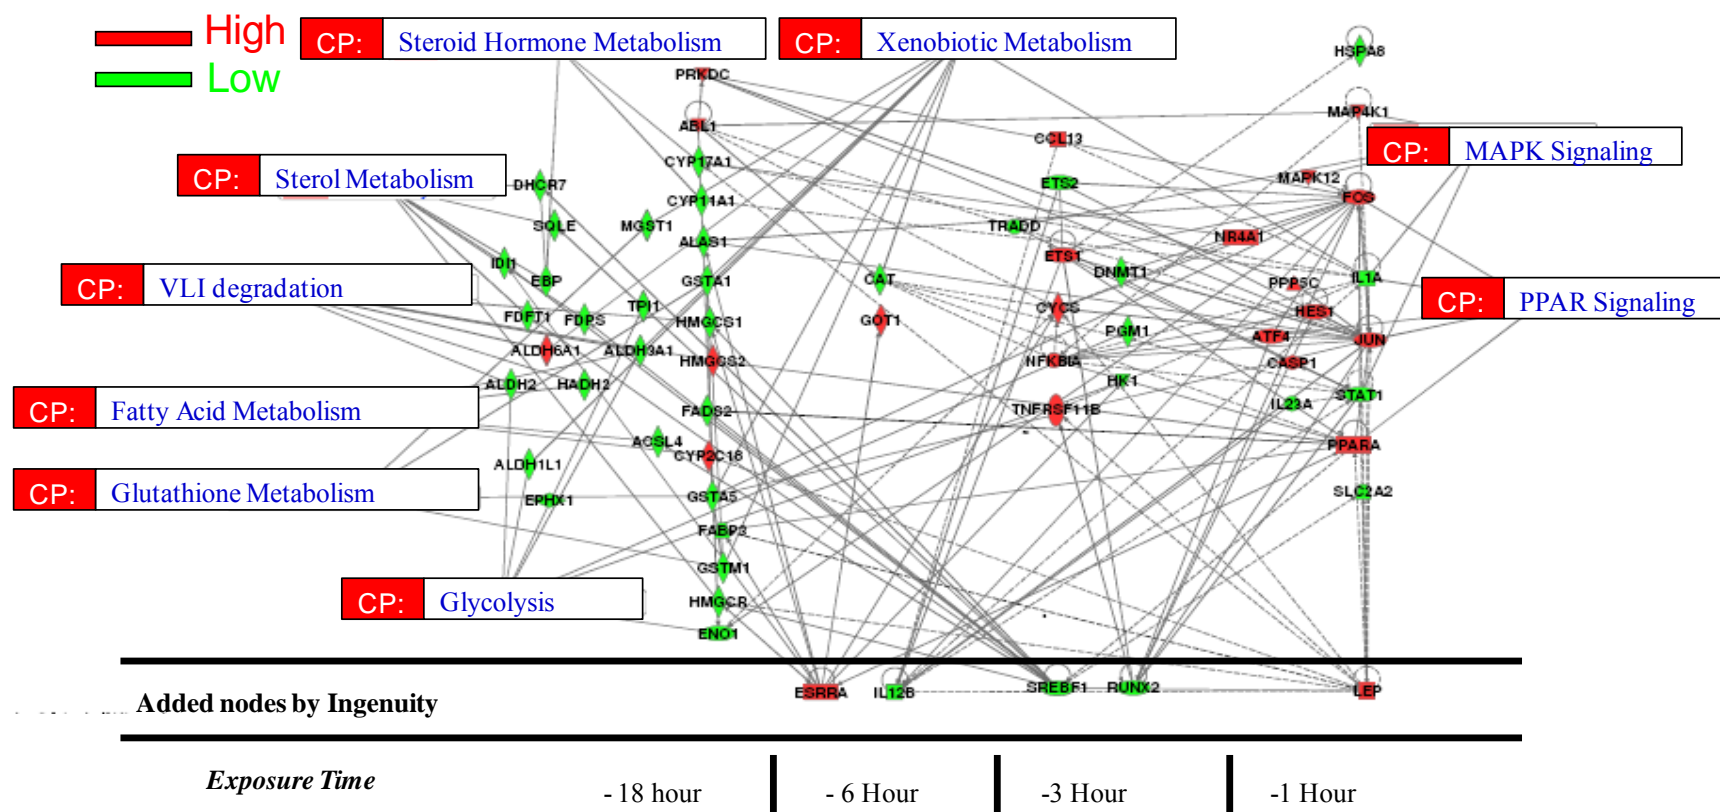 High
Low
CP: Steroid Hormone Metabolism
CP: Xenobiotic Metabolism
HSPA8
PRKDC
MAP4K1
ABL1
CCL13
CP: MAPK Signaling
CYP17A1
CP: Sterol Metabolism
DHCR7
ETS2
MAPK12
FOS
CYP11A1
SQLE
MGST1
TRADD
NR4A1
ALAS1
ETS1
IDI1
EBP
GSTA1
CAT
DNMT1
PPP5C
IL1A
CP: VLI degradation
CP: PPAR Signaling
FDFT1
FDPS
TPI1
HMGCS1
GOT1
CYCS
HES1
PGM1
ATF4
JUN
ALDH6A1
ALDH3A1
HMGCS2
NFKBIA
CASP1
ALDH2
HADH2
HK1
STAT1
CP: Fatty Acid Metabolism
FADS2
TNFRSF11B
IL23A
ACSL4
CYP2C18
PPARA
ALDH1L1
CP: Glutathione Metabolism
EPHX1
GSTA5
SLC2A2
FABP3
GSTM1
CP: Glycolysis
HMGCR
ENO1
ESRRA
IL12B
SREBF1
RUNX2
LEP
Added nodes by Ingenuity
Exposure Time
- 18 hour
- 6 Hour
-3 Hour
-1 Hour